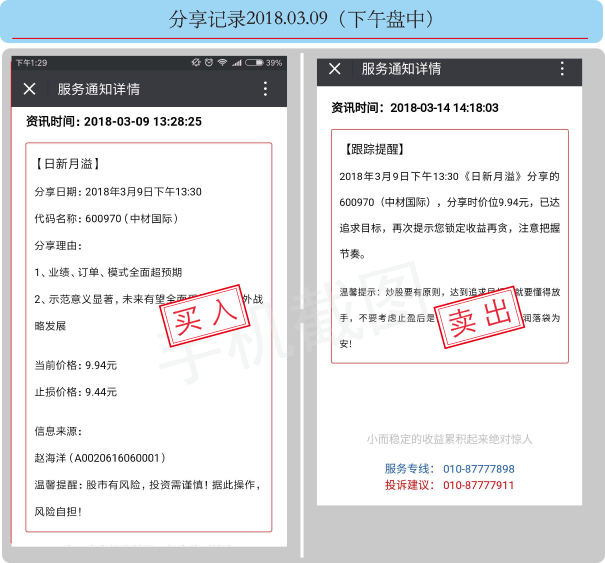 分享记录2018.03.09（下午盘中）
下午1:29
39%
服务通知详情
资讯时间：2018-03-09 13:28:25
【日新月溢】
分享日期：2018年3月9日下午13:30
代码名称：600970（中材国际）
分享理由：
1、业绩、订单、模式全面超预期
2、示范意义显著，未来有望全面 外战
略发展
买入
当前价格：9.94元
止损价格：9.44元
信息来源：
赵海洋（A0020616060001）
温馨提醒：股市有风险，投资需谨慎！据此操作，
风险自担！
服务通知详情
资讯时间：2018-03-14 14:18:03
【跟踪提醒】
2018年3月9日下午13:30《日新月溢》分享的
600970（中材国际），分享时价位9.94元，已达
追求目标，再次提示您锁定收益再贪，注意把握
节奏。
温馨提示：炒股要有原则，达到追求目 就要懂得放
手，不要考虑止盈后是 润落袋为
安！
卖出
小而稳定的收益累积起来绝对惊人
服务专线： 010-87777898
投诉建议： 010-87777911
手机截图